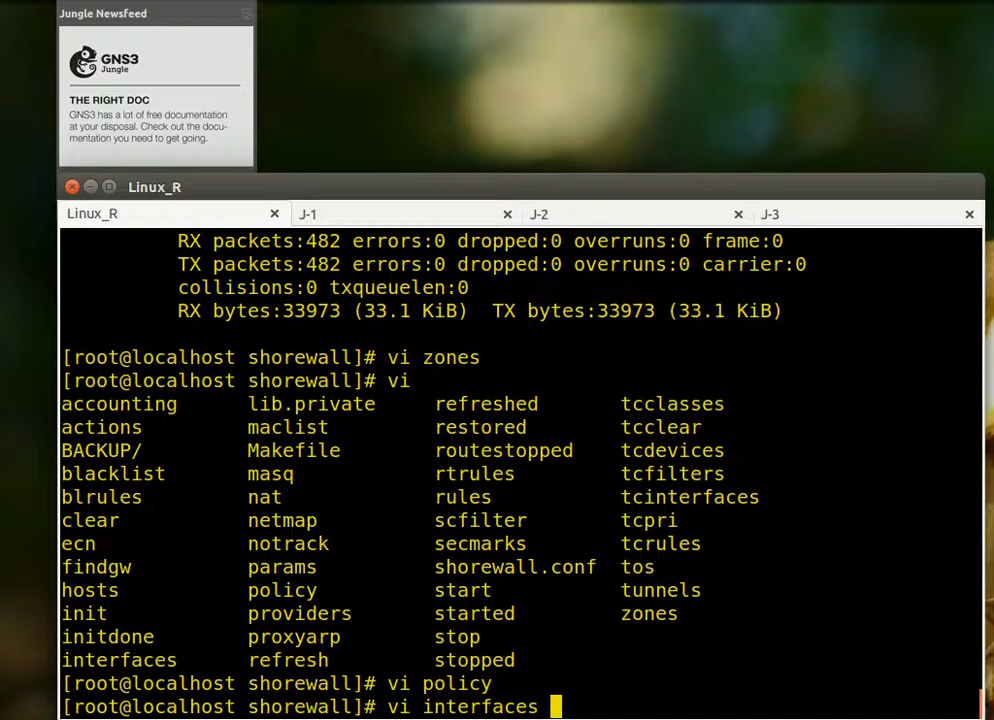 Jungle Newsfeed
GNS3
Jungle
THE RIGHT DOC
GNS3 has a lot of free documentation
at your disposal. Check out the docu-
mentation you need to get going.
Linux_R
Linux_R J-1 J-2 J-3
RX packets:482 errors:0 dropped:0 overruns:0 frame:0
TX packets:482 errors:0 dropped:0 overruns:0 carrier:0
collisions:0 txqueuelen:0
RX bytes:33973 (33.1 KiB) TX bytes:33973 (33.1 KiB)
[root@localhost shorewall]# vi zones
[root@localhost shorewall]# vi
accounting lib.private refreshed tcclasses
actions maclist restored tcclear
BACKUP/ Makefile routestopped tcdevices
blacklist masq rtrules tcfilters
blrules nat rules tcinterfaces
clear netmap scfilter tcpri
ecn notrack secmarks tcrules
findgw params shorewall.conf tos
hosts policy start tunnels
init providers started zones
initdone proxyarp stop
interfaces refresh stopped
[root@localhost shorewall]# vi policy
[root@localhost shorewall]# vi interfaces